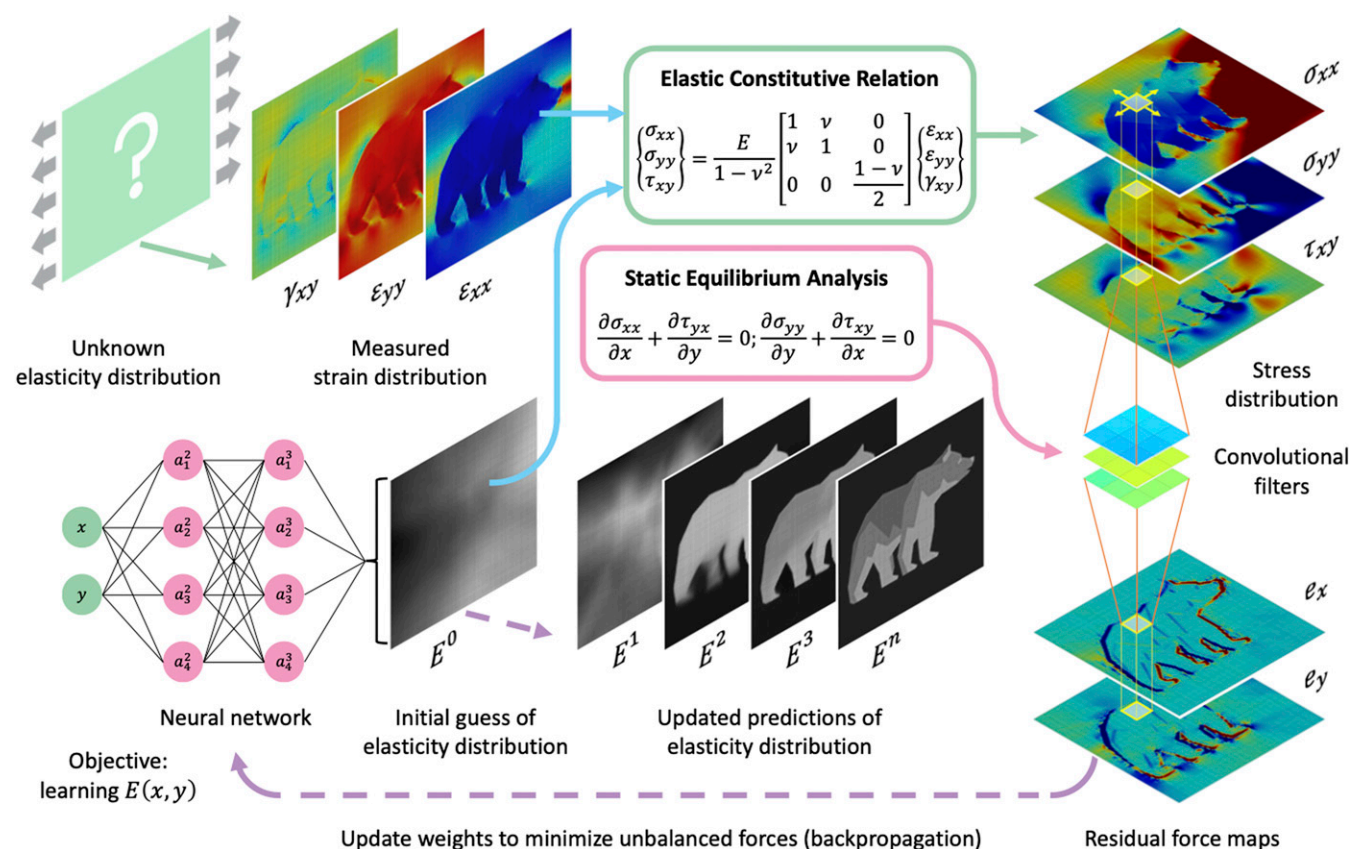 ?
Unknown
elasticity distribution
γxy
εyy
εxx
Measured
strain distribution
Elastic Constitutive Relation
{σxx σyy τxy} = E / (1 − ν²) [1 ν 0; ν 1 0; 0 0 (1 − ν)/2] {εxx εyy γxy}
Static Equilibrium Analysis
∂σxx/∂x + ∂τyx/∂y = 0; ∂σyy/∂y + ∂τxy/∂x = 0
σxx
σyy
τxy
Stress
distribution
Convolutional
filters
x
y
a₁²
a₂²
a₃²
a₄²
a₁³
a₂³
a₃³
a₄³
Neural network
Objective:
learning E(x, y)
E⁰
Initial guess of
elasticity distribution
E¹
E²
E³
Eⁿ
Updated predictions of
elasticity distribution
ex
ey
Update weights to minimize unbalanced forces (backpropagation)
Residual force maps